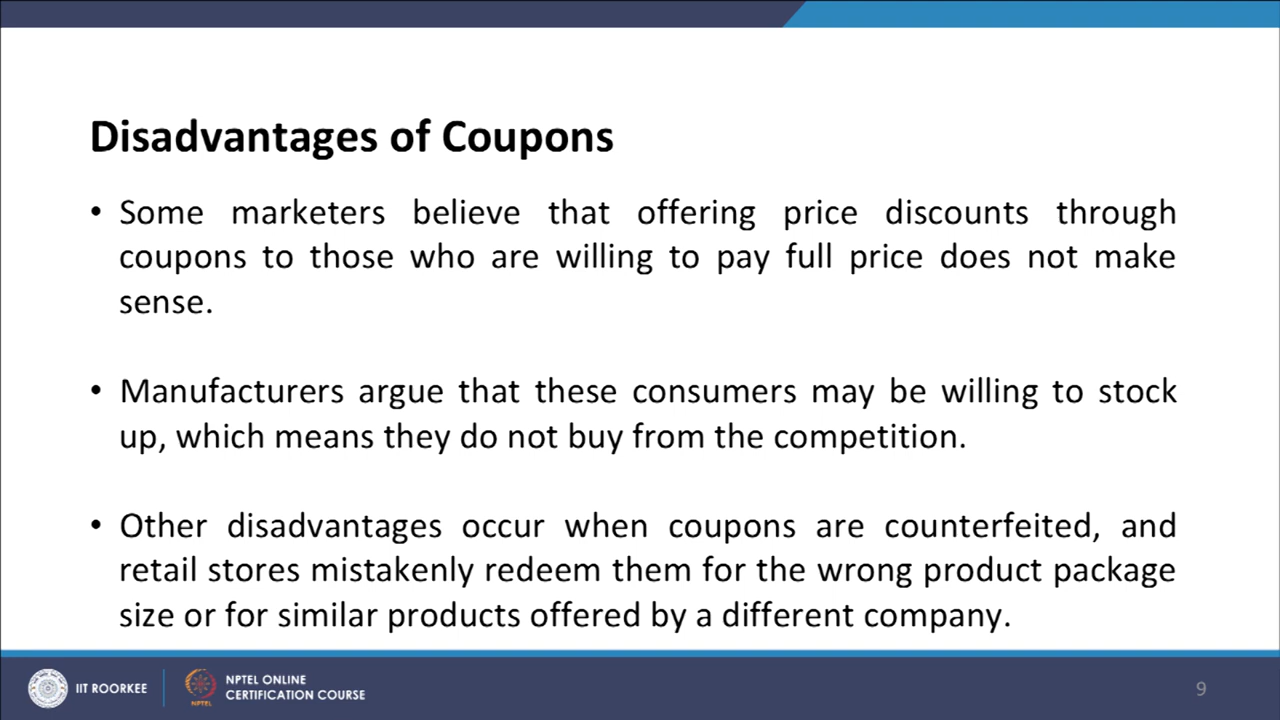 Disadvantages of Coupons
• Some marketers believe that offering price discounts through
coupons to those who are willing to pay full price does not make
sense.
• Manufacturers argue that these consumers may be willing to stock
up, which means they do not buy from the competition.
• Other disadvantages occur when coupons are counterfeited, and
retail stores mistakenly redeem them for the wrong product package
size or for similar products offered by a different company.
IIT ROORKEE
NPTEL
NPTEL ONLINE
CERTIFICATION COURSE
9